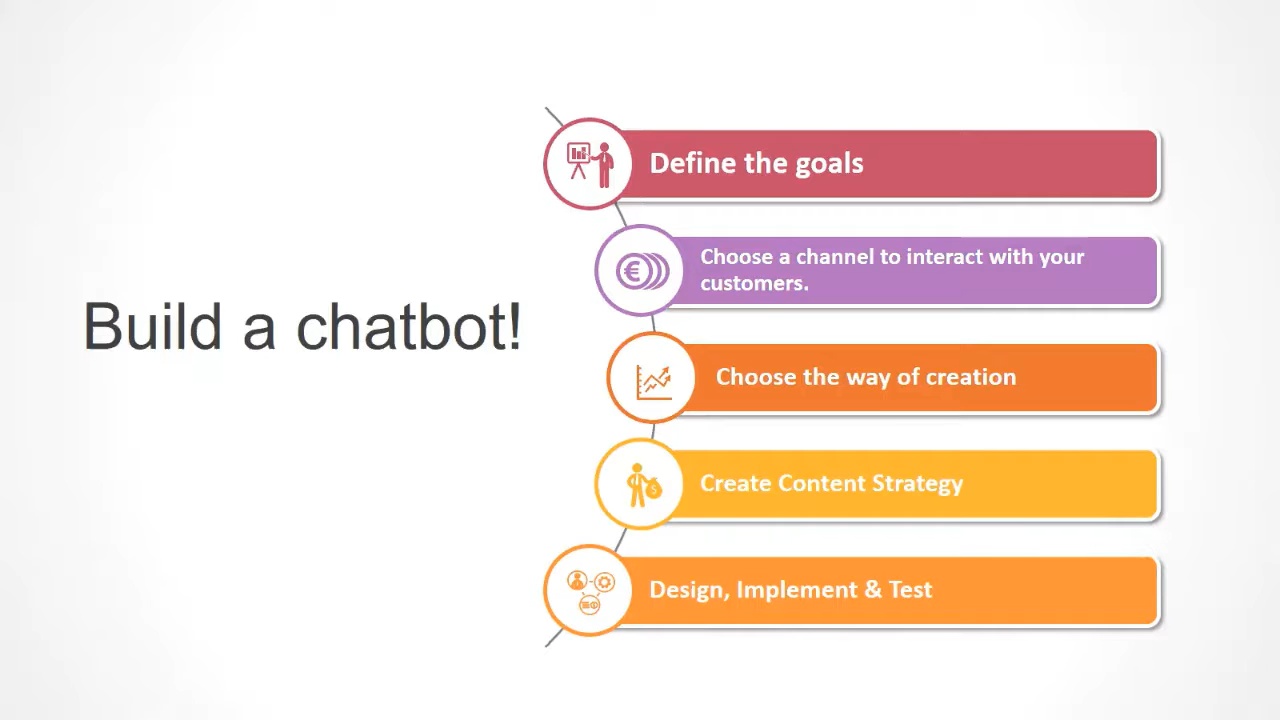 Build a chatbot!
Define the goals
Choose a channel to interact with your
customers.
Choose the way of creation
Create Content Strategy
Design, Implement & Test